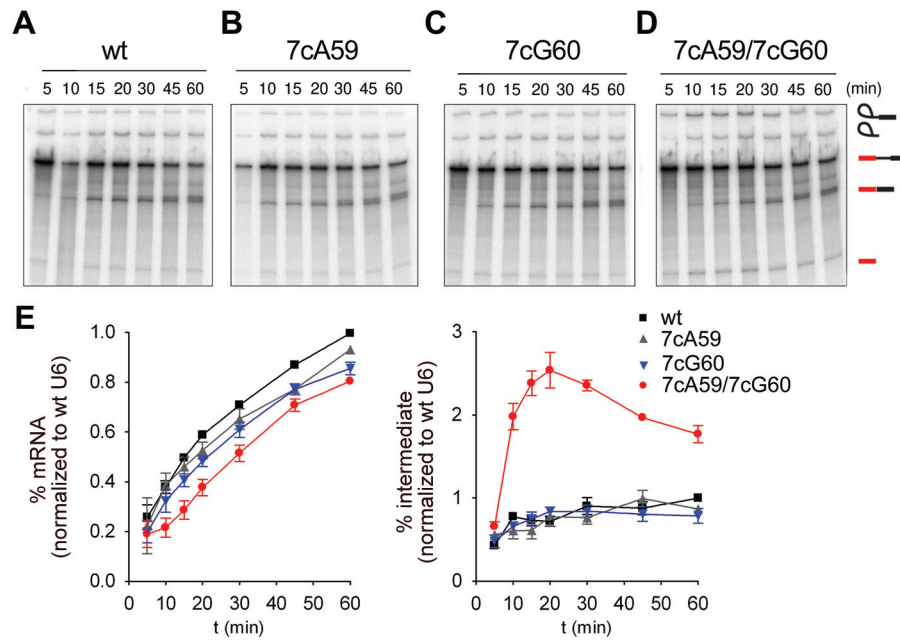 A B C D
wt 7cA59 7cG60 7cA59/7cG60
5 10 15 20 30 45 60 5 10 15 20 30 45 60 5 10 15 20 30 45 60 5 10 15 20 30 45 60 (min)
E
% mRNA
(normalized to wt U6)
1.0
0.8
0.6
0.4
0.2
0.0
0 10 20 30 40 50 60
t (min)
% intermediate
(normalized to wt U6)
3
2
1
0
0 10 20 30 40 50 60
t (min)
wt
7cA59
7cG60
7cA59/7cG60